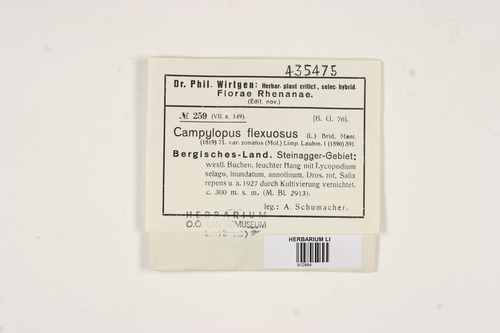 435475
Dr. Phil. Wirtgen: Herbar. plant critici, selec hybrid
Florae Rhenanae.
(Edit. nov.)
№ 259 (VII. a. 149). [B. G. 76].
Campylopus flexuosus (L.) Brid. Mant.
(1819) 71. var. zonatus (Mol.) Limp. Laubm. I (1890) 391.
Bergisches-Land. Steinagger-Gebiet;
westl. Buchen. feuchter Hang mit Lycopodium
selago, inundatum, annotinum, Dros. rot, Salix
repens u. a. 1927 durch Kultivierung vernichtet.
c. 300 m. s. m. (M. Bl. 2913).
leg.: A. Schumacher.
HERBARIUM
O.Ö. MUSEUM
HERBARIUM LI